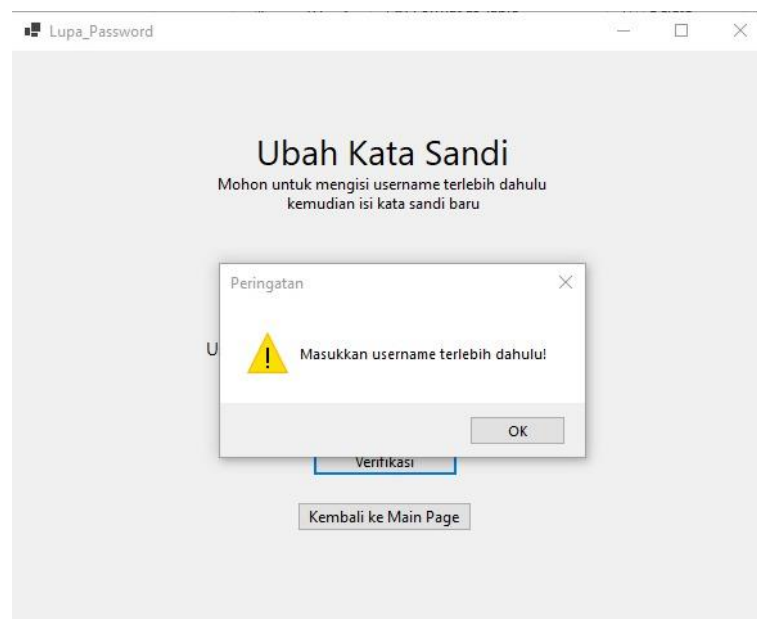 Lupa_Password
Ubah Kata Sandi
Mohon untuk mengisi username terlebih dahulu
kemudian isi kata sandi baru
Peringatan
Masukkan username terlebih dahulu!
OK
Verifikasi
Kembali ke Main Page